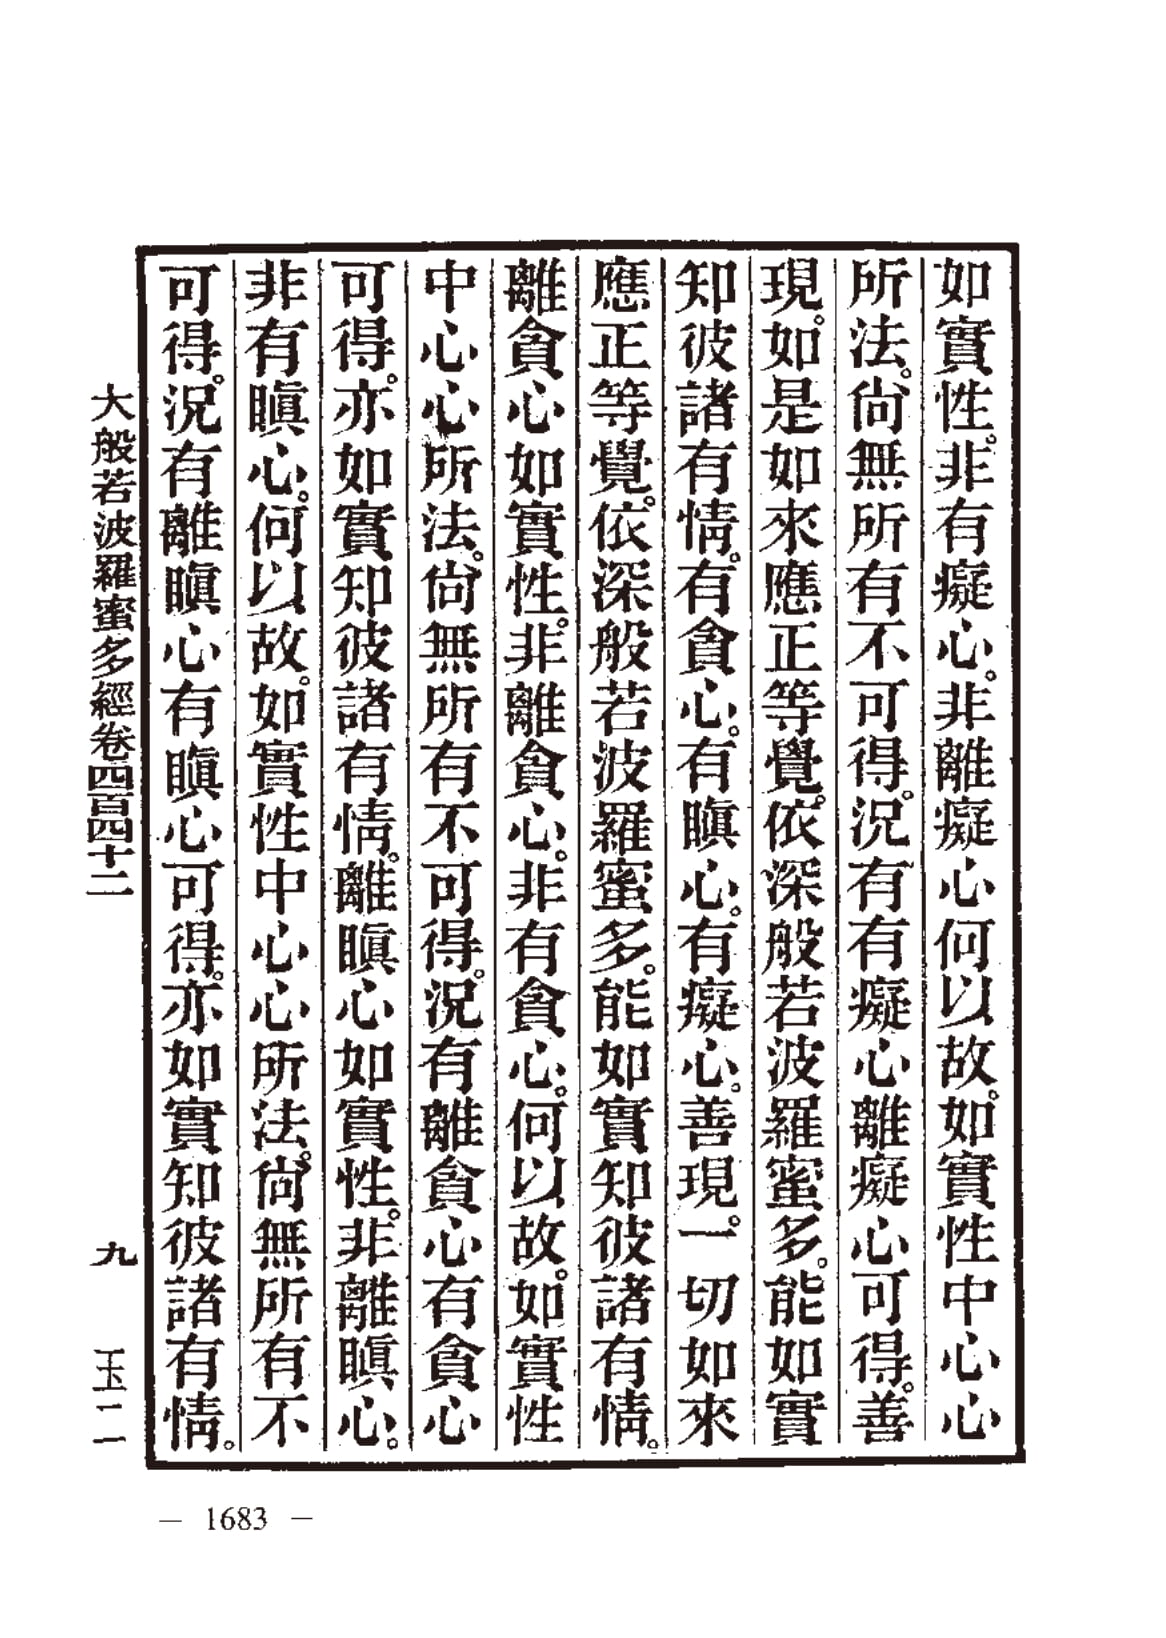 如實性。非有癡心。非離癡心何以故。如實性中心心
所法。尙無所有不可得。況有有癡心離癡心可得。善
現。如是如來應正等覺。依深般若波羅蜜多。能如實
知彼諸有情。有貪心。有瞋心。有癡心。善現。一切如來
應正等覺。依深般若波羅蜜多。能如實知彼諸有情。
離貪心如實性。非離貪心。非有貪心。何以故。如實性
中心心所法。尙無所有不可得。況有離貪心有貪心
可得。亦如實知彼諸有情。離瞋心如實性。非離瞋心。
非有瞋心。何以故。如實性中心心所法。尙無所有不
可得。況有離瞋心有瞋心可得。亦如實知彼諸有情。
大般若波羅蜜多經卷四百四十二 九 玉二
— 1683 —